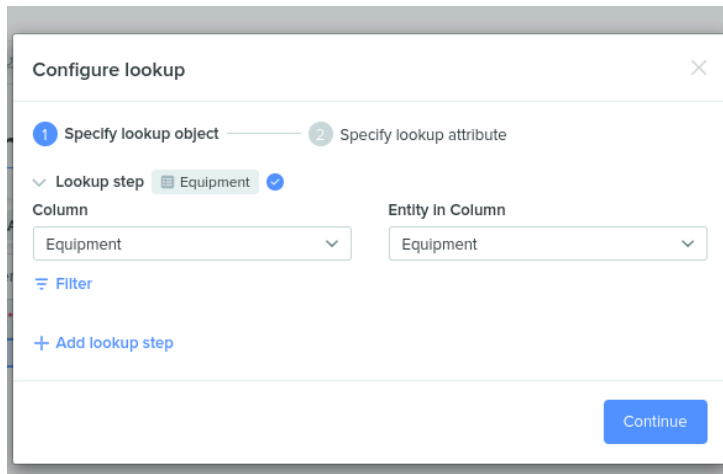 Configure lookup
1 Specify lookup object 2 Specify lookup attribute
Lookup step Equipment
Column Entity in Column
Equipment Equipment
Filter
+ Add lookup step
Continue